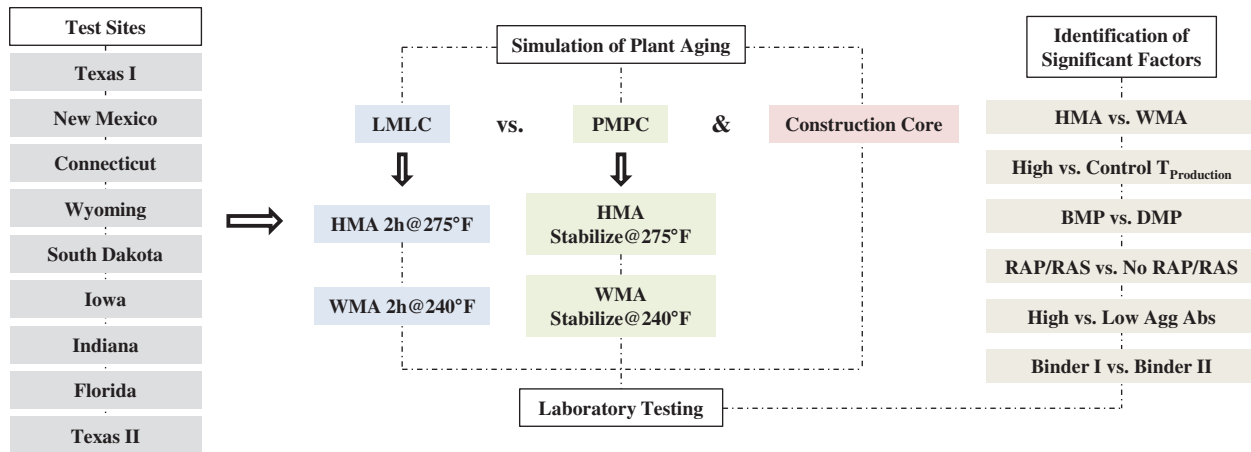 Test Sites
Texas I
New Mexico
Connecticut
Wyoming
South Dakota
Iowa
Indiana
Florida
Texas II
Simulation of Plant Aging
LMLC vs. PMPC & Construction Core
HMA 2h@275°F
WMA 2h@240°F
HMA
Stabilize@275°F
WMA
Stabilize@240°F
Laboratory Testing
Identification of
Significant Factors
HMA vs. WMA
High vs. Control TProduction
BMP vs. DMP
RAP/RAS vs. No RAP/RAS
High vs. Low Agg Abs
Binder I vs. Binder II